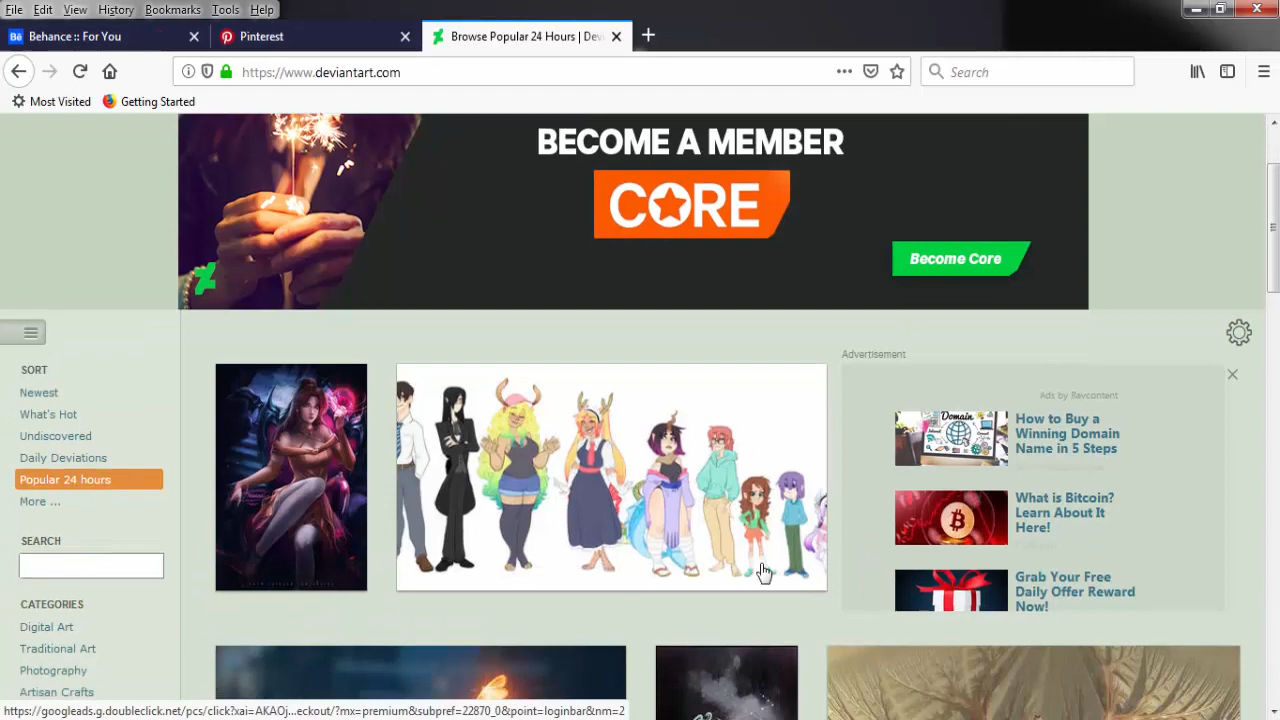 File Edit View History Bookmarks Tools Help
Bē Behance :: For You
Pinterest
Browse Popular 24 Hours | Dev
https://www.deviantart.com
Search
Most Visited Getting Started
BECOME A MEMBER
CORE
Become Core
SORT
Newest
What's Hot
Undiscovered
Daily Deviations
Popular 24 hours
More ...
SEARCH
CATEGORIES
Digital Art
Traditional Art
Photography
Artisan Crafts
Advertisement
Ads by Revcontent
Domain
How to Buy a
Winning Domain
Name in 5 Steps
What is Bitcoin?
Learn About It
Here!
Grab Your Free
Daily Offer Reward
Now!
https://googleads.g.doubleclick.net/pcs/click?xai=AKAOj...eckout/?mx=premium&subref=22870_0&point=loginbar&nm=2